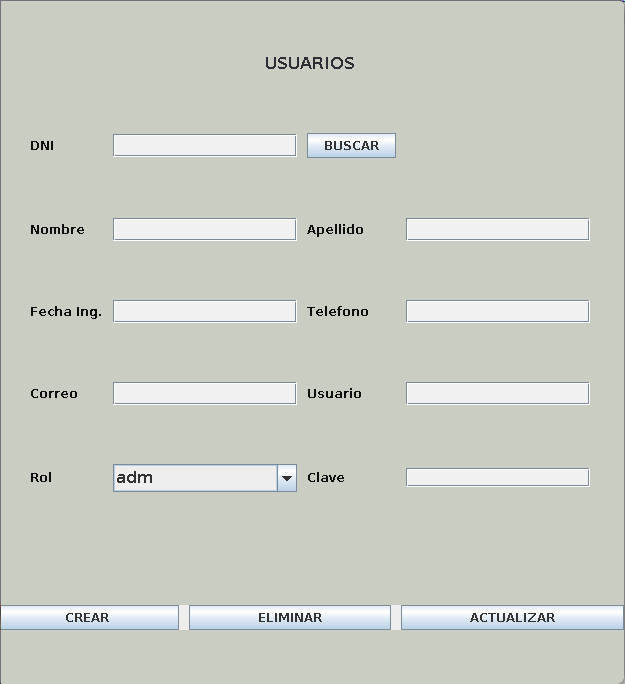 USUARIOS
DNI BUSCAR
Nombre Apellido
Fecha Ing. Telefono
Correo Usuario
Rol adm Clave
CREAR ELIMINAR ACTUALIZAR